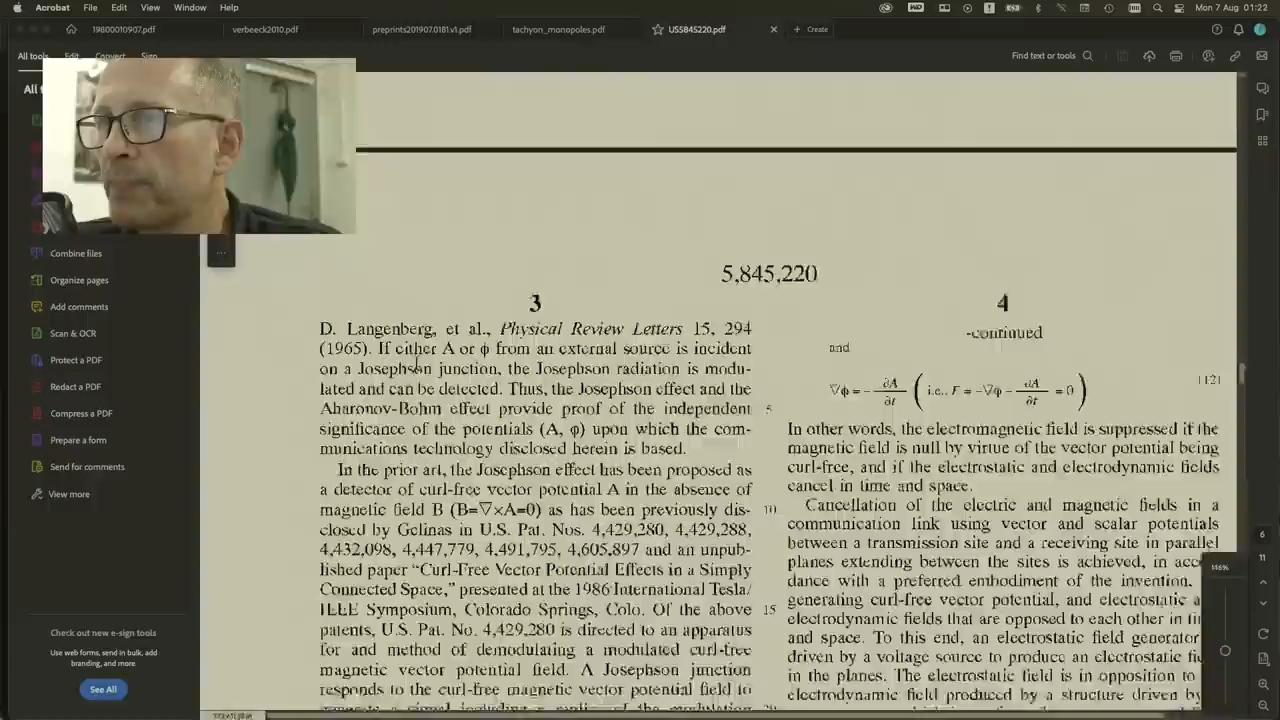 Acrobat File Edit View Window Help
Mon 7 Aug 01:22
19800010907.pdf verbeeck2010.pdf preprints201907.0181.v1.pdf tachyon_monopoles.pdf US5845220.pdf Create
All tools Edit Convert Sign Find text or tools
All t
Combine files
Organize pages
Add comments
Scan & OCR
Protect a PDF
Redact a PDF
Compress a PDF
Prepare a form
Send for comments
View more
Check out new e-sign tools
Use web forms, send in bulk, add
branding, and more.
See All
5,845,220
3
D. Langenberg, et al., Physical Review Letters 15, 294
(1965). If either A or ϕ from an external source is incident
on a Josephson junction, the Josephson radiation is modu-
lated and can be detected. Thus, the Josephson effect and the
Aharonov-Bohm effect provide proof of the independent
significance of the potentials (A, φ) upon which the com-
munications technology disclosed herein is based.
In the prior art, the Josephson effect has been proposed as
a detector of curl-free vector potential A in the absence of
magnetic field B (B=∇×A=0) as has been previously dis-
closed by Gelinas in U.S. Pat. Nos. 4,429,280, 4,429,288,
4,432,098, 4,447,779, 4,491,795, 4,605,897 and an unpub-
lished paper “Curl-Free Vector Potential Effects in a Simply
Connected Space,” presented at the 1986 International Tesla/
IEEE Symposium, Colorado Springs, Colo. Of the above
patents, U.S. Pat. No. 4,429,280 is directed to an apparatus
for and method of demodulating a modulated curl-free
magnetic vector potential field. A Josephson junction
responds to the curl-free magnetic vector potential field to
5
10
15
4
-continued
and
∇ϕ = − ∂A/∂t ( i.e., E = −∇ϕ − ∂A/∂t = 0 )
[12]
In other words, the electromagnetic field is suppressed if the
magnetic field is null by virtue of the vector potential being
curl-free, and if the electrostatic and electrodynamic fields
cancel in time and space.
Cancellation of the electric and magnetic fields in a
communication link using vector and scalar potentials
between a transmission site and a receiving site in parallel
planes extending between the sites is achieved, in acco
dance with a preferred embodiment of the invention,
generating curl-free vector potential, and electrostatic a
electrodynamic fields that are opposed to each other in ti
and space. To this end, an electrostatic field generator
driven by a voltage source to produce an electrostatic fi
in the planes. The electrostatic field is in opposition to
electrodynamic field produced by a structure driven by
6
11
146%